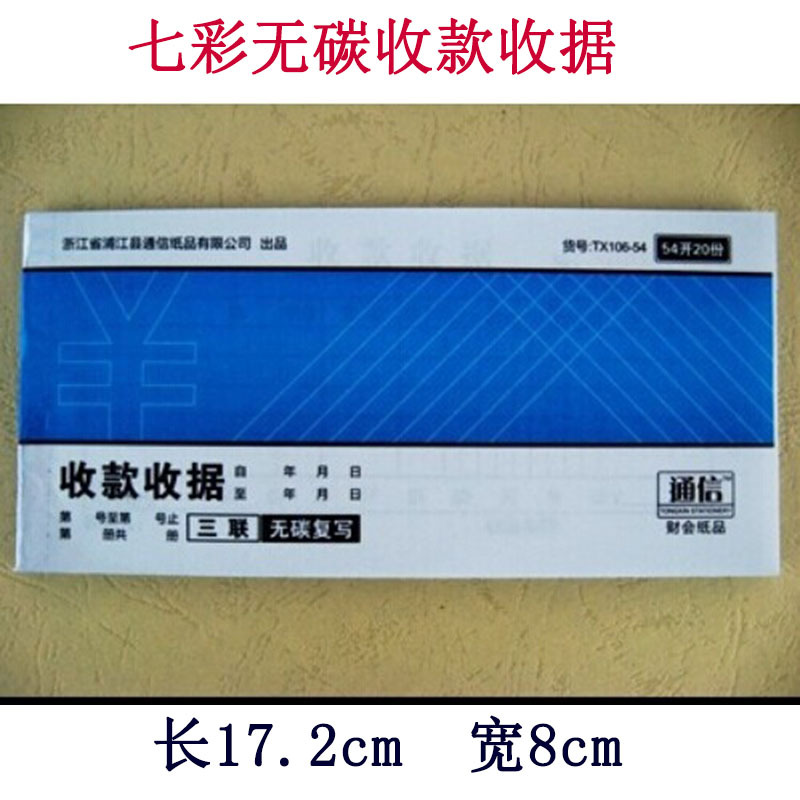 七彩无碳收款收据
浙江省浦江县通信纸品有限公司 出品
货号:TX106-54 54开20份
收款收据 自 年 月 日
至 年 月 日
第 号至第 号止
第 册共 册
三联 无碳复写
通信
TONGXIN STATIONERY
财会纸品
长17.2cm 宽8cm